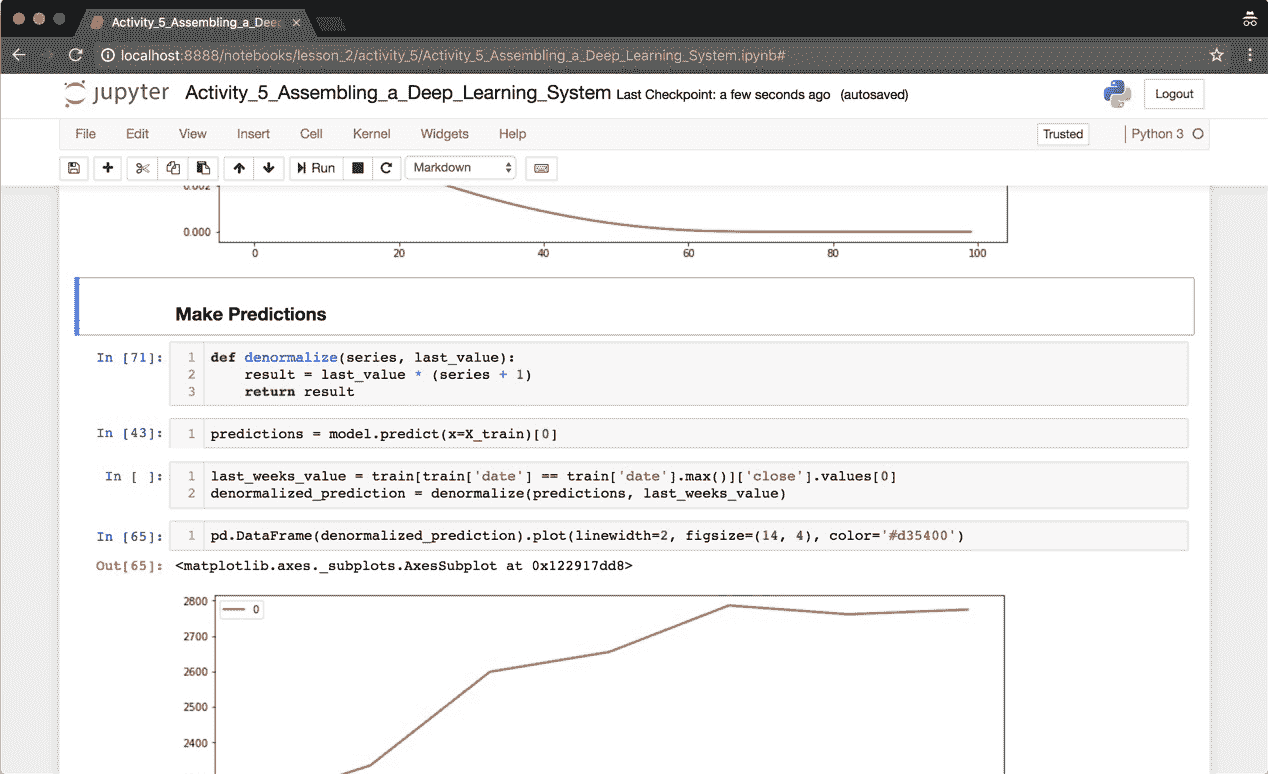 Activity_5_Assembling_a_Dee
localhost:8888/notebooks/lesson_2/activity_5/Activity_5_Assembling_a_Deep_Learning_System.ipynb#
jupyter Activity_5_Assembling_a_Deep_Learning_System Last Checkpoint: a few seconds ago (autosaved) Logout
File Edit View Insert Cell Kernel Widgets Help Trusted Python 3
Run Markdown
0.002
0.000
0 20 40 60 80 100
Make Predictions
In [71]: 1 def denormalize(series, last_value):
2 result = last_value * (series + 1)
3 return result
In [43]: 1 predictions = model.predict(x=X_train)[0]
In [ ]: 1 last_weeks_value = train[train['date'] == train['date'].max()]['close'].values[0]
2 denormalized_prediction = denormalize(predictions, last_weeks_value)
In [65]: 1 pd.DataFrame(denormalized_prediction).plot(linewidth=2, figsize=(14, 4), color='#d35400')
Out[65]: <matplotlib.axes._subplots.AxesSubplot at 0x122917dd8>
2800
0
2700
2600
2500
2400